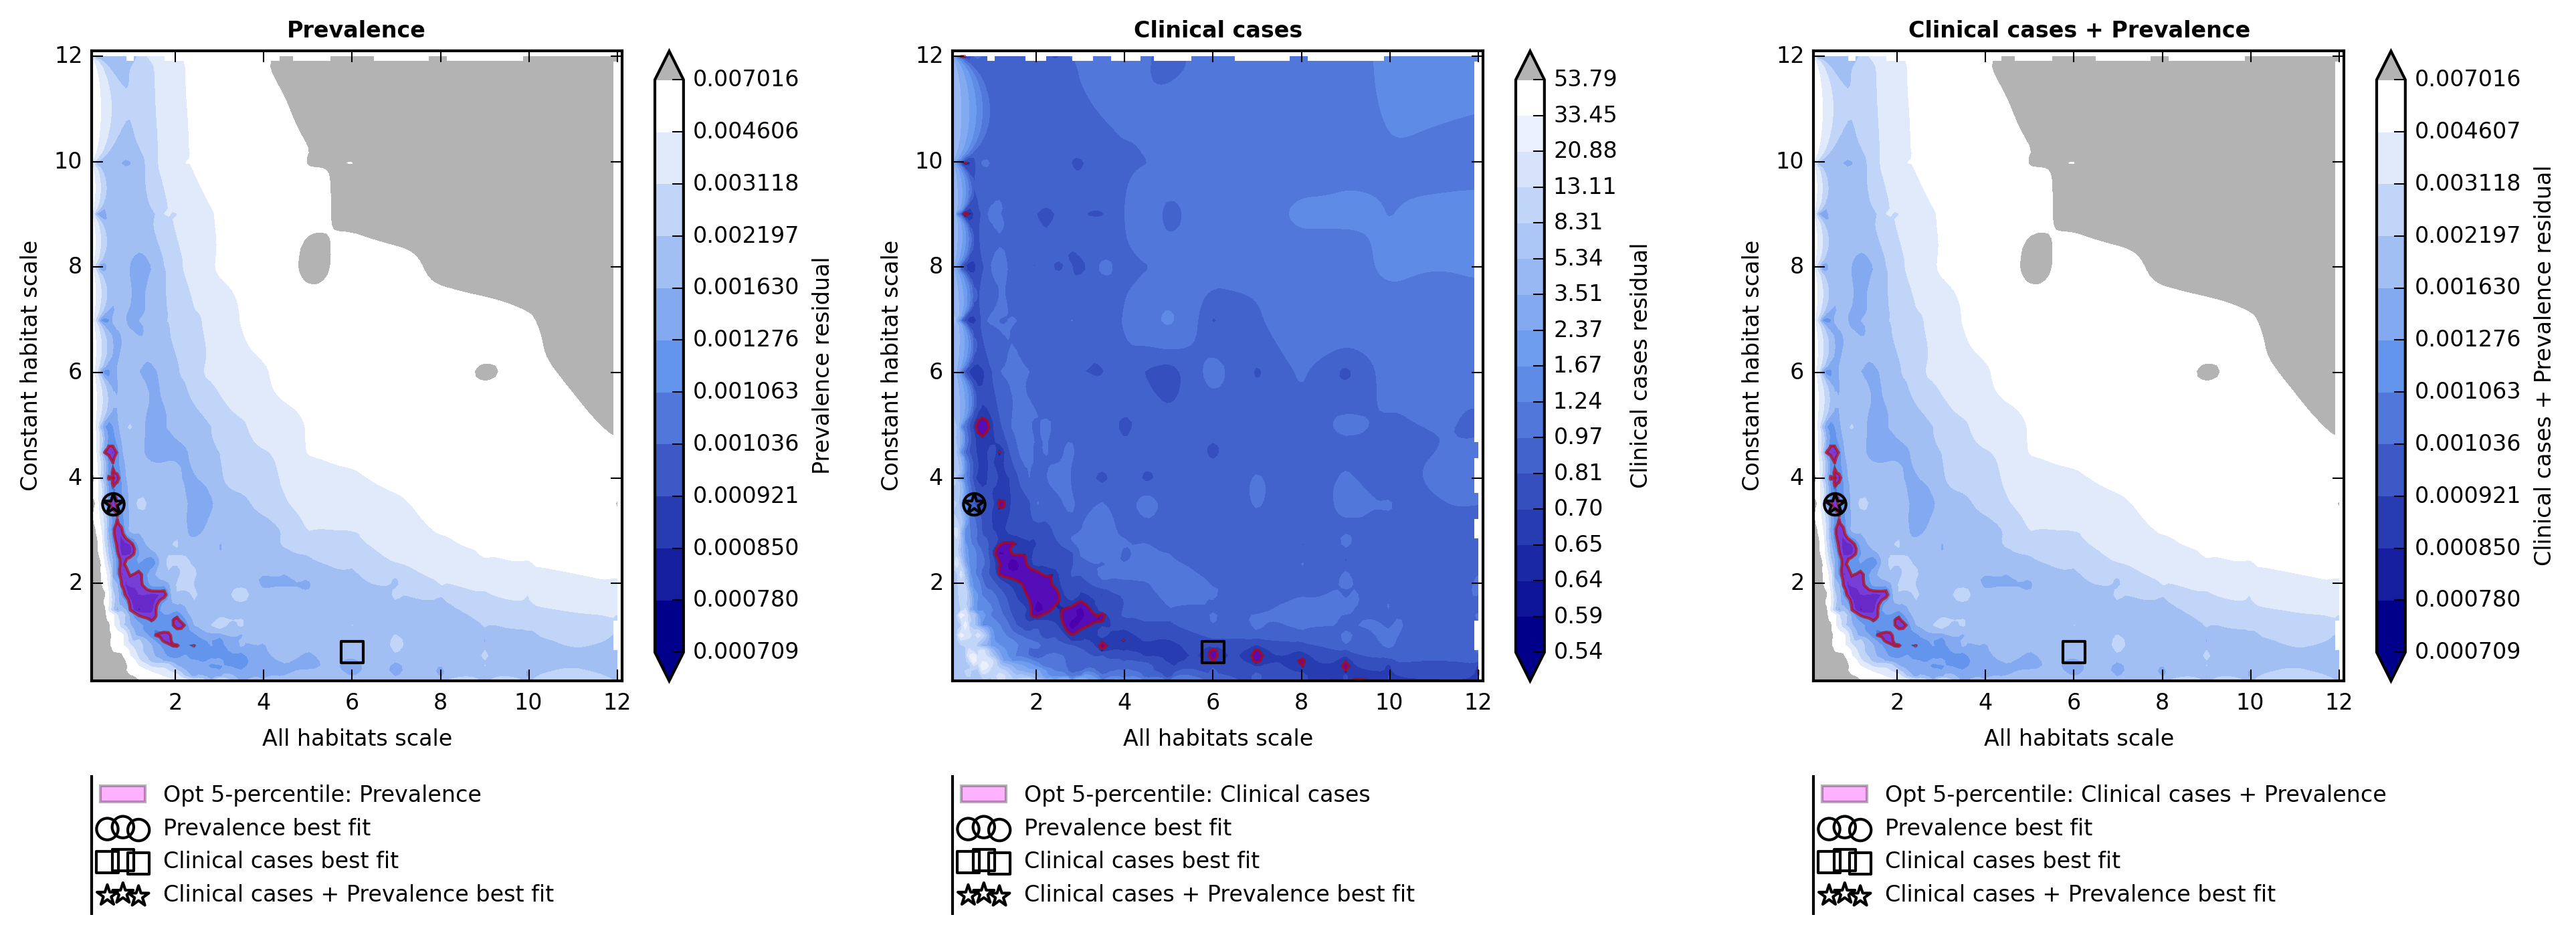 Prevalence
12
10
8
6
4
2
2 4 6 8 10 12
Constant habitat scale
All habitats scale
0.007016
0.004606
0.003118
0.002197
0.001630
0.001276
0.001063
0.001036
0.000921
0.000850
0.000780
0.000709
Prevalence residual
Opt 5-percentile: Prevalence
Prevalence best fit
Clinical cases best fit
Clinical cases + Prevalence best fit
Clinical cases
12
10
8
6
4
2
2 4 6 8 10 12
Constant habitat scale
All habitats scale
53.79
33.45
20.88
13.11
8.31
5.34
3.51
2.37
1.67
1.24
0.97
0.81
0.70
0.65
0.64
0.59
0.54
Clinical cases residual
Opt 5-percentile: Clinical cases
Prevalence best fit
Clinical cases best fit
Clinical cases + Prevalence best fit
Clinical cases + Prevalence
12
10
8
6
4
2
2 4 6 8 10 12
Constant habitat scale
All habitats scale
0.007016
0.004607
0.003118
0.002197
0.001630
0.001276
0.001063
0.001036
0.000921
0.000850
0.000780
0.000709
Clinical cases + Prevalence residual
Opt 5-percentile: Clinical cases + Prevalence
Prevalence best fit
Clinical cases best fit
Clinical cases + Prevalence best fit